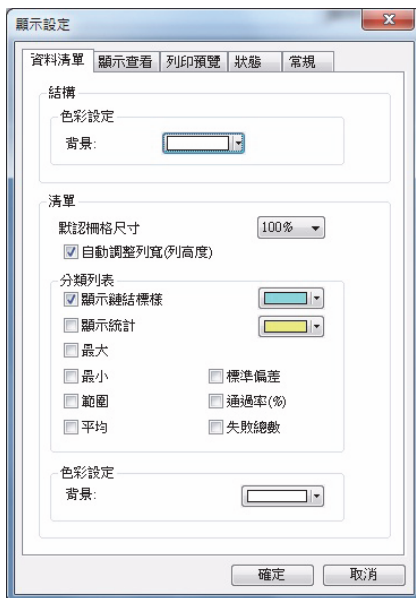 顯示設定
資料清單 顯示查看 列印預覽 狀態 常規
結構
色彩設定
背景:
清單
默認柵格尺寸 100%
自動調整列寬(列高度)
分類列表
顯示鏈結標樣
顯示統計
最大
最小 標準偏差
範圍 通過率(%)
平均 失敗總數
色彩設定
背景:
確定 取消